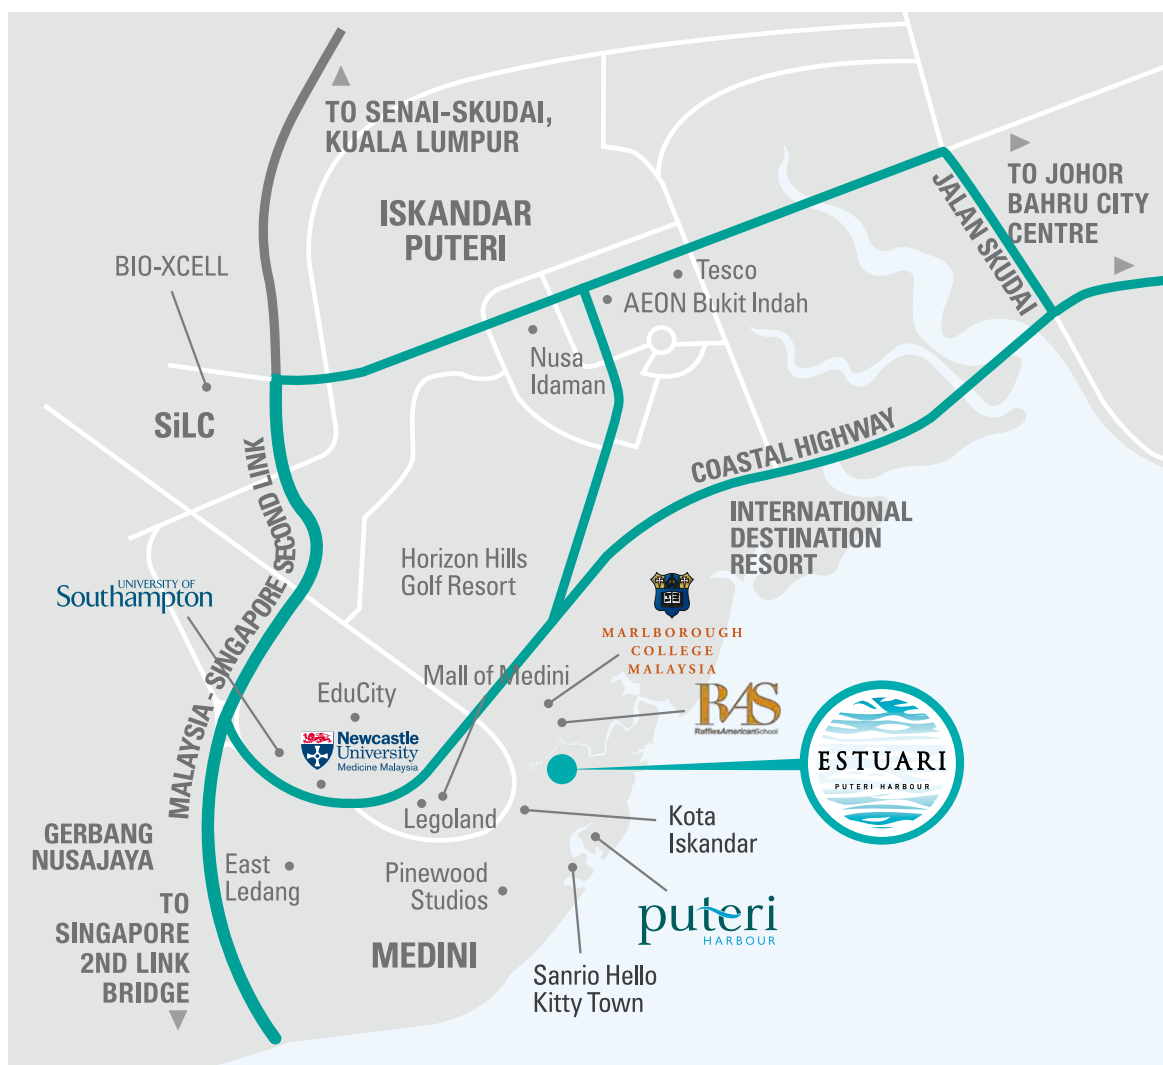 TO SENAI-SKUDAI,
KUALA LUMPUR
TO JOHOR
BAHRU CITY
CENTRE
JALAN SKUDAI
ISKANDAR
PUTERI
BIO-XCELL
Tesco
AEON Bukit Indah
Nusa
Idaman
SiLC
COASTAL HIGHWAY
MALAYSIA - SINGAPORE SECOND LINK
INTERNATIONAL
DESTINATION
RESORT
Horizon Hills
Golf Resort
UNIVERSITY OF
Southampton
MARLBOROUGH
COLLEGE
MALAYSIA
Mall of Medini
EduCity
RAS
RafflesAmericanSchool
Newcastle
University
Medicine Malaysia
ESTUARI
PUTERI HARBOUR
Legoland
Kota
Iskandar
GERBANG
NUSAJAYA
East
Ledang
Pinewood
Studios
puteri
HARBOUR
TO
SINGAPORE
2ND LINK
BRIDGE
MEDINI
Sanrio Hello
Kitty Town